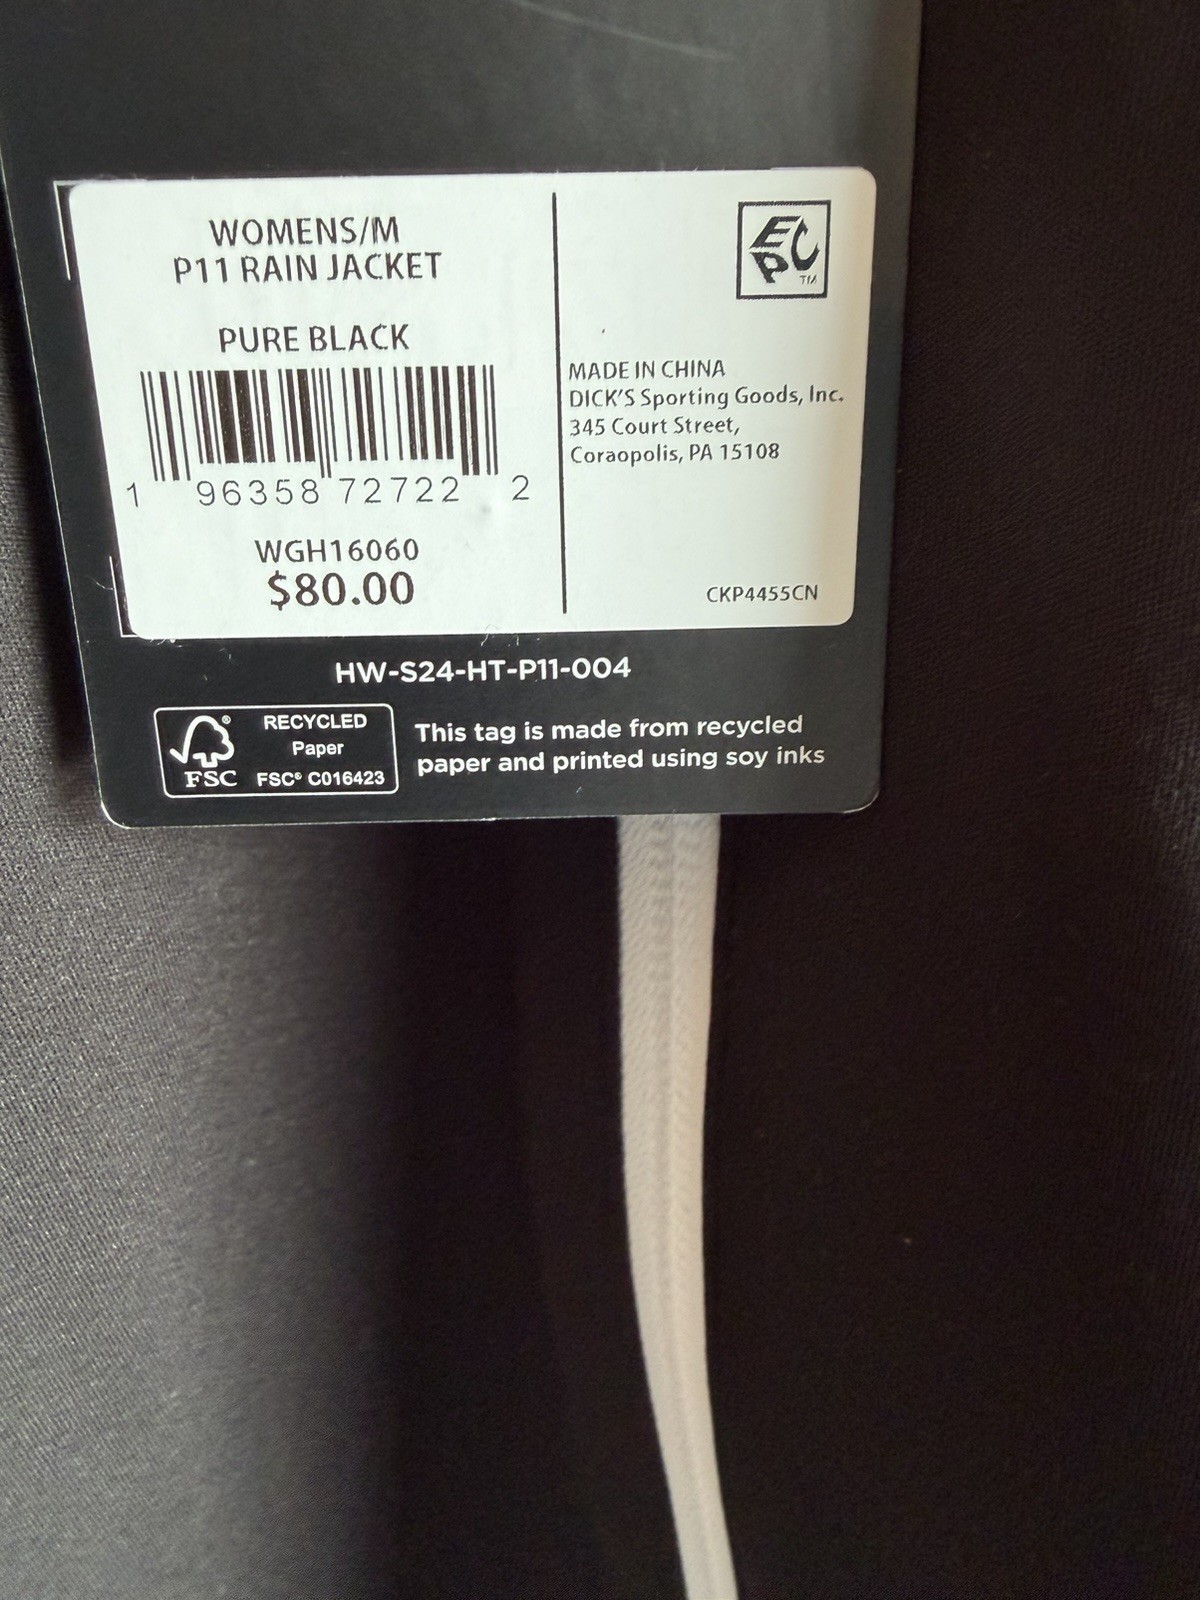 WOMENS/M
P11 RAIN JACKET
PURE BLACK
1 96358 72722 2
WGH16060
$80.00
EPC TM
MADE IN CHINA
DICK'S Sporting Goods, Inc.
345 Court Street,
Coraopolis, PA 15108
CKP4455CN
HW-S24-HT-P11-004
FSC®
RECYCLED
Paper
FSC® C016423
This tag is made from recycled
paper and printed using soy inks